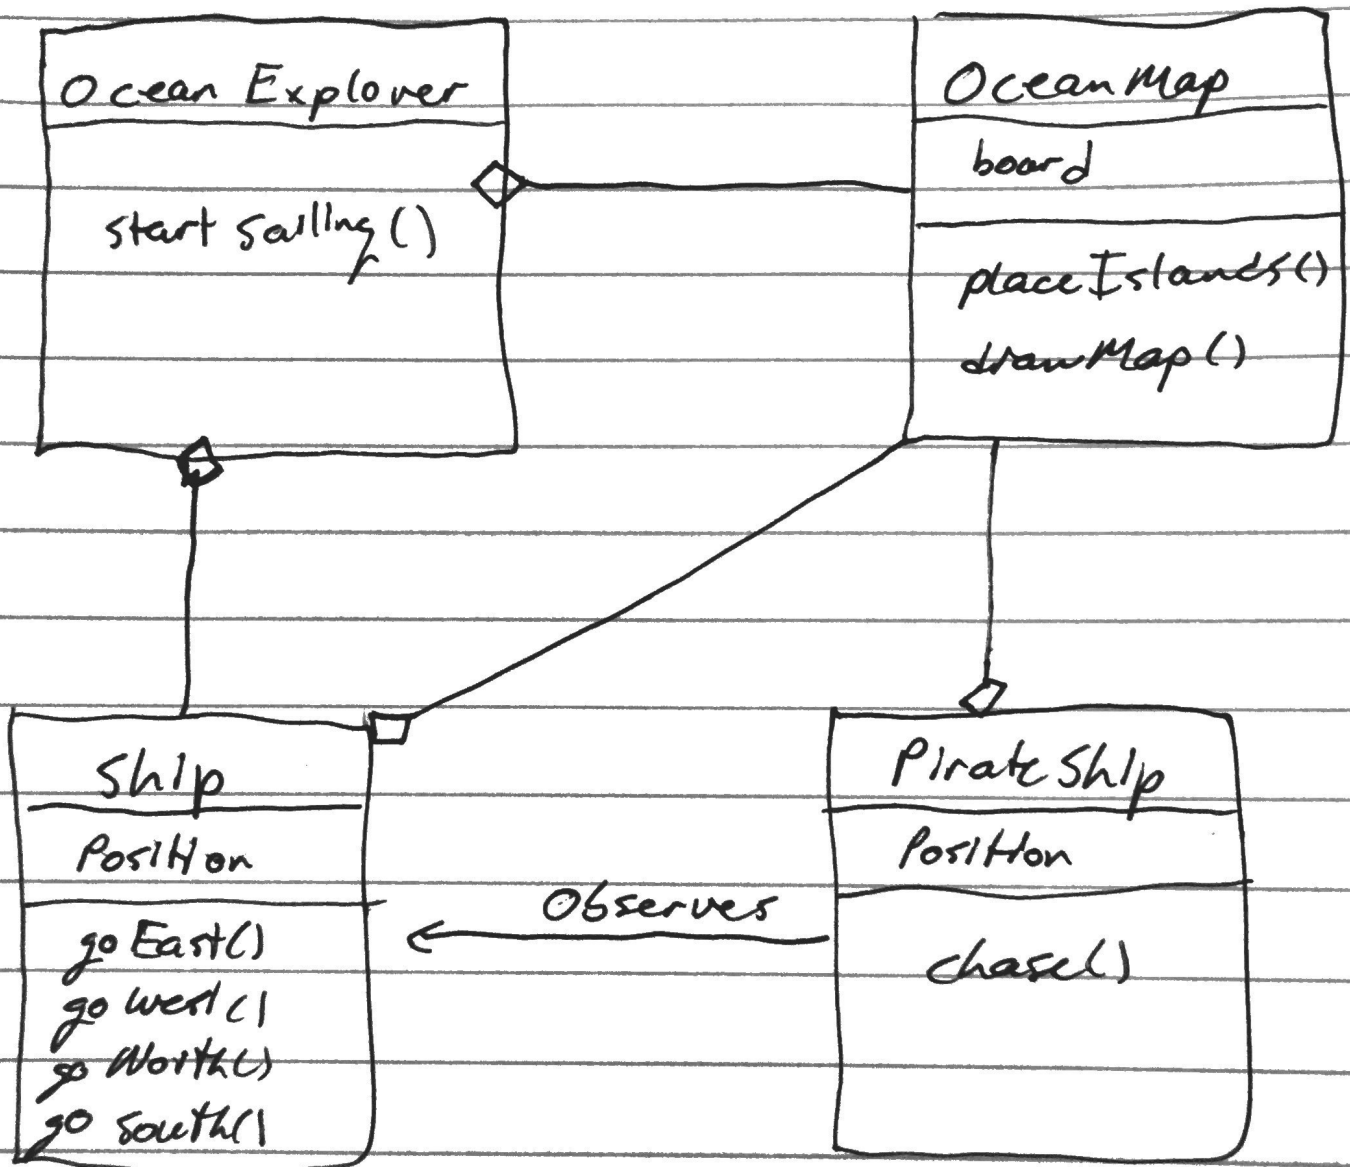 Ocean Explorer
startSailing()
OceanMap
board
placeIslands()
drawMap()
Ship
Position
goEast()
goWest()
goNorth()
goSouth()
Observes
PirateShip
Position
chase()